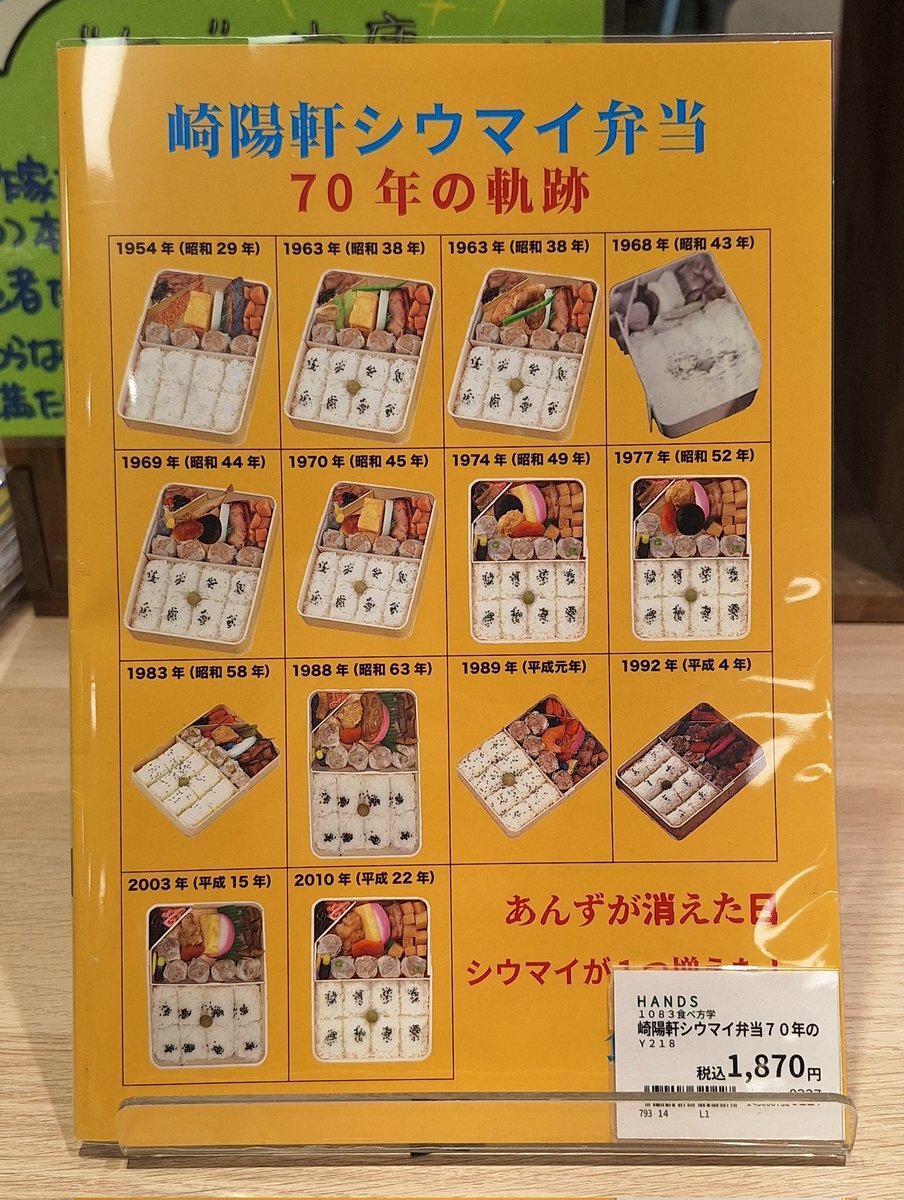 崎陽軒シウマイ弁当
70年の軌跡
1954年(昭和29年)
1963年(昭和38年)
1963年(昭和38年)
1968年(昭和43年)
1969年(昭和44年)
1970年(昭和45年)
1974年(昭和49年)
1977年(昭和52年)
1983年(昭和58年)
1988年(昭和63年)
1989年(平成元年)
1992年(平成4年)
2003年(平成15年)
2010年(平成22年)
あんずが消えた日
シウマイが
HANDS
1083食べ方学
崎陽軒シウマイ弁当70年の
Y218
税込1,870円
793 14 L1